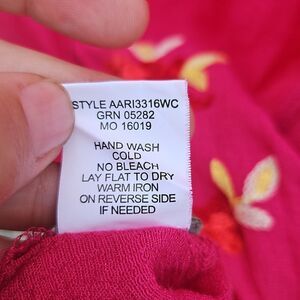 STYLE AARI3316WC
GRN 05282
MO 16019
HAND WASH
COLD
NO BLEACH
LAY FLAT TO DRY
WARM IRON
ON REVERSE SIDE
IF NEEDED